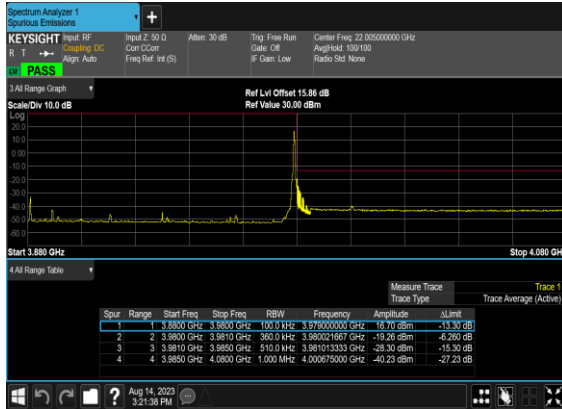 Spectrum Analyzer 1
Spurious Emissions
+
KEYSIGHT Input: RF Input Z: 50 Ω Atten: 30 dB Trig: Free Run Center Freq: 22.005000000 GHz
R T Coupling: DC Corr CCorr Gate: Off Avg|Hold: 100/100
Align: Auto Freq Ref: Int (S) IF Gain: Low Radio Std: None
PASS
3 All Range Graph
Ref Lvl Offset 15.86 dB
Scale/Div 10.0 dB Ref Value 30.00 dBm
Log
20.0
10.0
0.00
-10.0
-20.0
-30.0
-40.0
-50.0
-60.0
Start 3.880 GHz Stop 4.080 GH
4 All Range Table
Measure Trace Trace 1
Trace Type Trace Average (Active)
Spur Range Start Freq Stop Freq RBW Frequency Amplitude ΔLimit
1 1 3.8800 GHz 3.9800 GHz 100.0 kHz 3.979000000 GHz 16.70 dBm -13.30 dB
2 2 3.9800 GHz 3.9810 GHz 360.0 kHz 3.980021667 GHz -19.26 dBm -6.260 dB
3 3 3.9810 GHz 3.9850 GHz 510.0 kHz 3.981013333 GHz -28.30 dBm -15.30 dB
4 4 3.9850 GHz 4.0800 GHz 1.000 MHz 4.000675000 GHz -40.23 dBm -27.23 dB
? Aug 14, 2023
3:21:38 PM